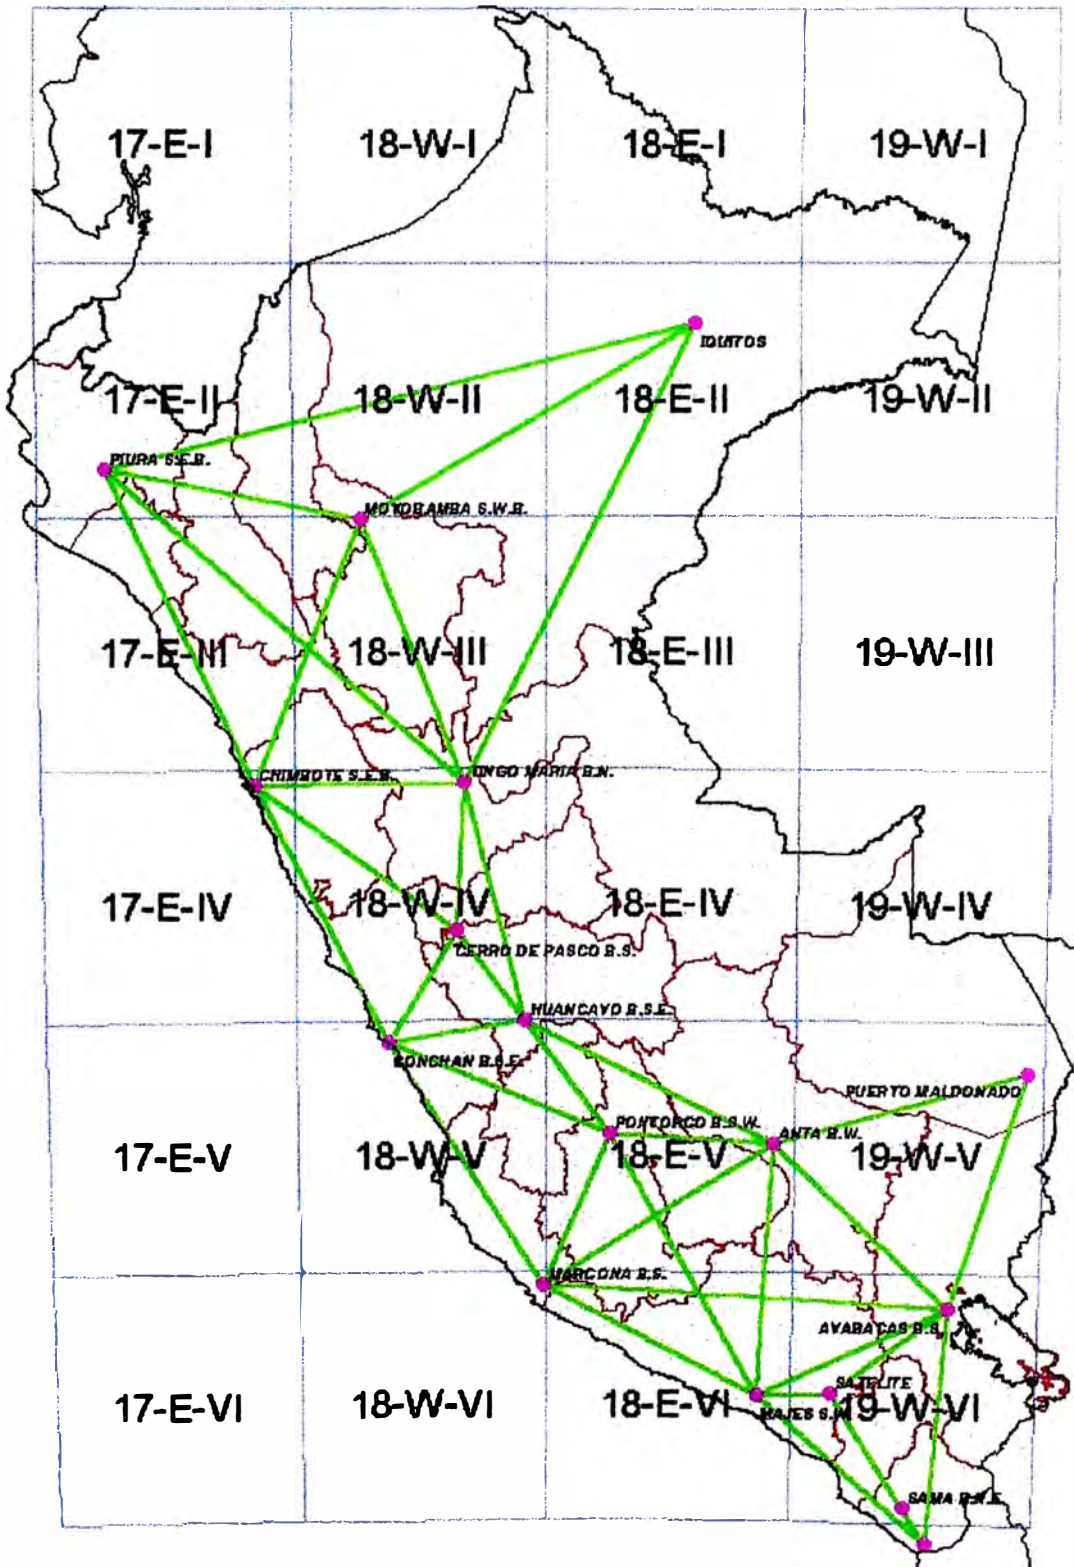 17-E-I
18-W-I
18-E-I
19-W-I
IQUITOS
17-E-II
18-W-II
18-E-II
19-W-II
PIURA S.E.B.
MOYOBAMBA S.W.B.
17-E-III
18-W-III
18-E-III
19-W-III
CHIMBOTE S.E.B.
INGO MARIA B.N.
17-E-IV
18-W-IV
18-E-IV
19-W-IV
CERRO DE PASCO B.S.
HUANCAYO B.S.E.
CONCHAN B.S.E.
PUERTO MALDONADO
PONTORCO B.S.W.
ANTA B.W.
17-E-V
18-W-V
18-E-V
19-W-V
MARCONA B.S.
AYABACAS B.S.
SATELITE
17-E-VI
18-W-VI
18-E-VI
MAJES S.W.
19-W-VI
SAMA B.N.E.